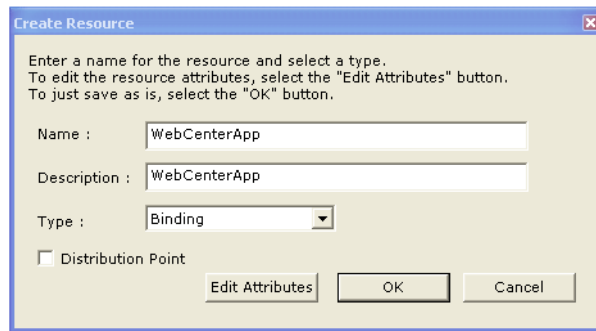 Create Resource
Enter a name for the resource and select a type.
To edit the resource attributes, select the "Edit Attributes" button.
To just save as is, select the "OK" button.
Name : WebCenterApp
Description : WebCenterApp
Type : Binding
Distribution Point
Edit Attributes OK Cancel